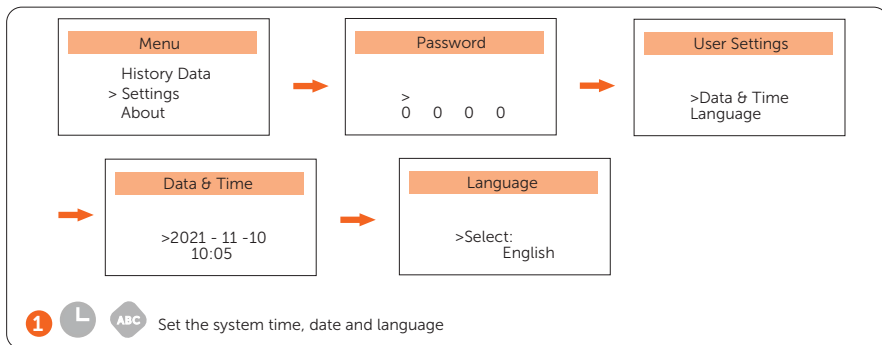 Menu
History Data
> Settings
About
Password
>
0 0 0 0
User Settings
>Data & Time
Language
Data & Time
>2021 - 11 -10
10:05
Language
>Select:
English
1 ABC Set the system time, date and language